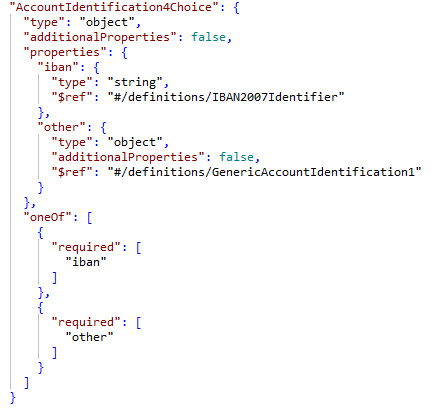 "AccountIdentification4Choice": {
"type": "object",
"additionalProperties": false,
"properties": {
"iban": {
"type": "string",
"$ref": "#/definitions/IBAN2007Identifier"
},
"other": {
"type": "object",
"additionalProperties": false,
"$ref": "#/definitions/GenericAccountIdentification1"
}
},
"oneOf": [
{
"required": [
"iban"
]
},
{
"required": [
"other"
]
}
]
}